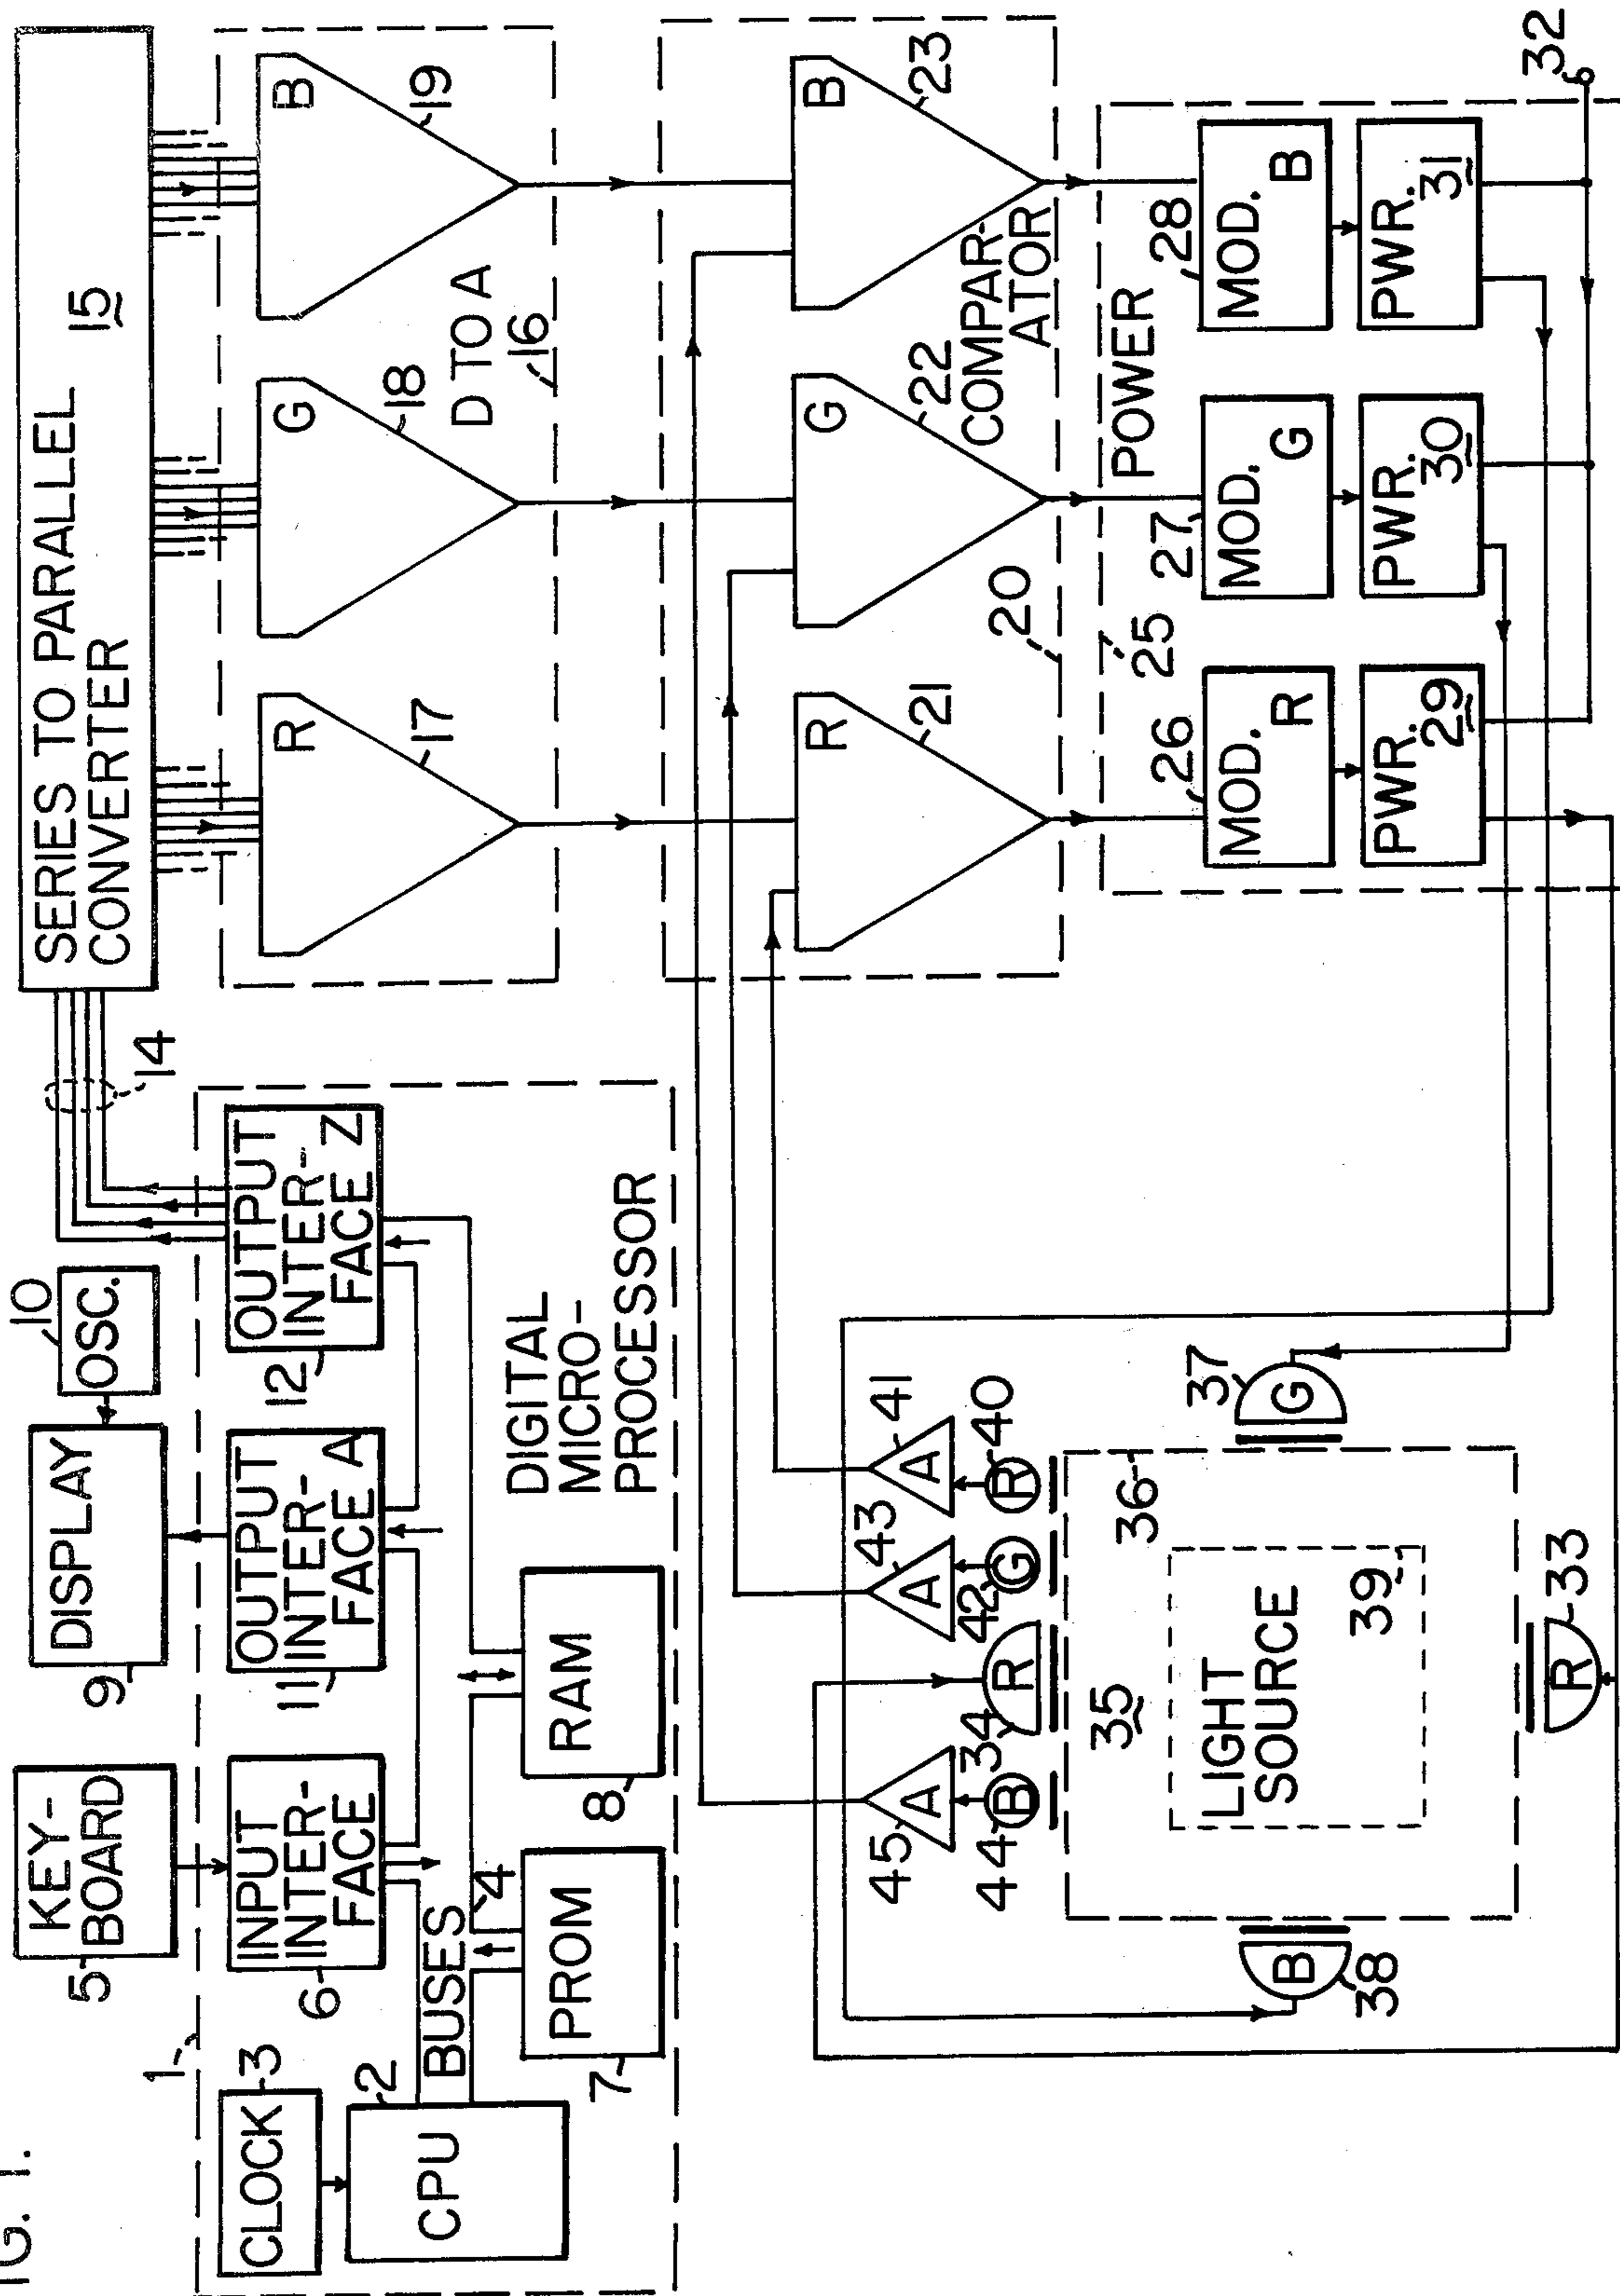 FIG. 1.
1
CLOCK
3
2
CPU
KEY-
BOARD
5
INPUT
INTER-
FACE
6
BUSES
4
PROM
7
RAM
8
DISPLAY
9
OSC.
10
OUTPUT
INTER-
FACE A
11
OUTPUT
INTER-
FACE Z
12
DIGITAL
MICRO-
PROCESSOR
14
SERIES TO PARALLEL
CONVERTER
15
R
17
G
18
B
19
D TO A
16
R
21
G
22
B
23
COMPAR-
ATOR
20
POWER
25
26
MOD.
R
27
MOD.
G
28
MOD.
B
PWR.
29
PWR.
30
PWR.
31
32
45
A
43
A
41
A
44
B
34
R
42
G
40
R
35
36
LIGHT
SOURCE
39
B
38
G
37
R
33